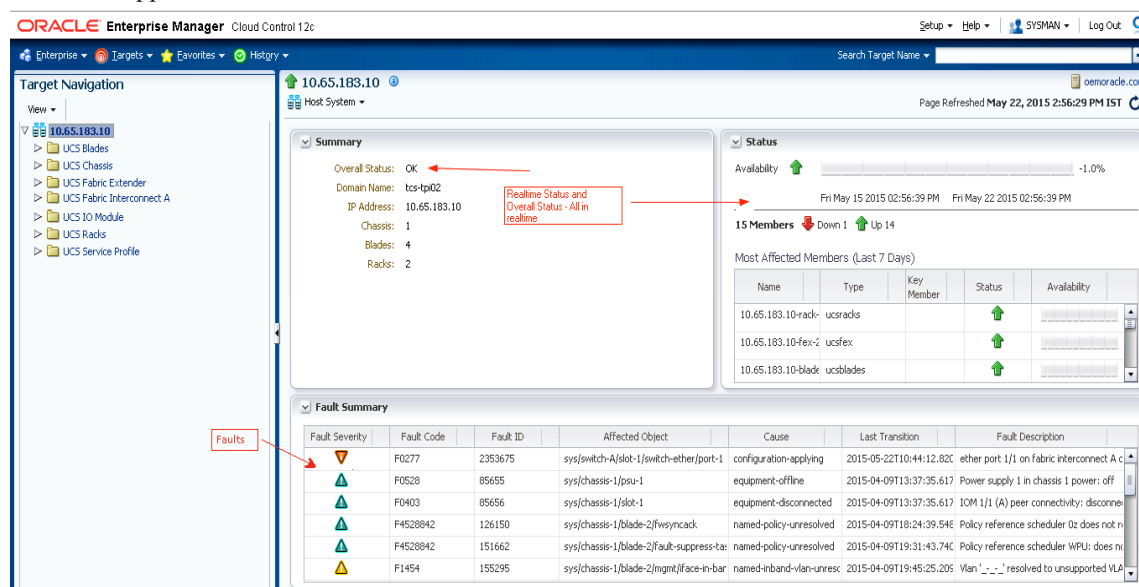 ORACLE Enterprise Manager Cloud Control 12c
Setup Help SYSMAN Log Out
Enterprise Targets Favorites History
Search Target Name
Target Navigation
View
10.65.183.10
UCS Blades
UCS Chassis
UCS Fabric Extender
UCS Fabric Interconnect A
UCS IO Module
UCS Racks
UCS Service Profile
10.65.183.10
oemoracle.co
Host System
Page Refreshed May 22, 2015 2:56:29 PM IST
Summary
Overall Status: OK
Domain Name: tcs-tpi02
IP Address: 10.65.183.10
Chassis: 1
Blades: 4
Racks: 2
Realtime Status and
Overall Status - All in
realtime
Status
Availability -1.0%
Fri May 15 2015 02:56:39 PM Fri May 22 2015 02:56:39 PM
15 Members Down 1 Up 14
Most Affected Members (Last 7 Days)
Name Type Key Member Status Availability
10.65.183.10-rack- ucsracks
10.65.183.10-fex-2 ucsfex
10.65.183.10-blade ucsblades
Faults
Fault Summary
Fault Severity Fault Code Fault ID Affected Object Cause Last Transition Fault Description
F0277 2353675 sys/switch-A/slot-1/switch-ether/port-1 configuration-applying 2015-05-22T10:44:12.820 ether port 1/1 on fabric interconnect A c
F0528 85655 sys/chassis-1/psu-1 equipment-offline 2015-04-09T13:37:35.617 Power supply 1 in chassis 1 power: off
F0403 85656 sys/chassis-1/slot-1 equipment-disconnected 2015-04-09T13:37:35.617 IOM 1/1 (A) peer connectivity: disconne
F4528842 126150 sys/chassis-1/blade-2/fwsyncack named-policy-unresolved 2015-04-09T18:24:39.548 Policy reference scheduler 0z does not r
F4528842 151662 sys/chassis-1/blade-2/fault-suppress-tas named-policy-unresolved 2015-04-09T19:31:43.740 Policy reference scheduler WPU: does n
F1454 155295 sys/chassis-1/blade-2/mgmt/iface-in-bar named-inband-vlan-unresc 2015-04-09T19:45:25.209 Vlan '_-_-_' resolved to unsupported VLA